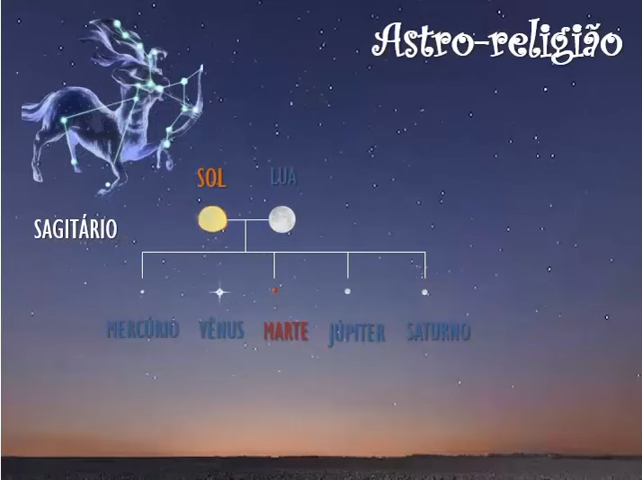 Astro-religião
SOL LUA
SAGITÁRIO
MERCÚRIO VÊNUS MARTE JÚPITER SATURNO